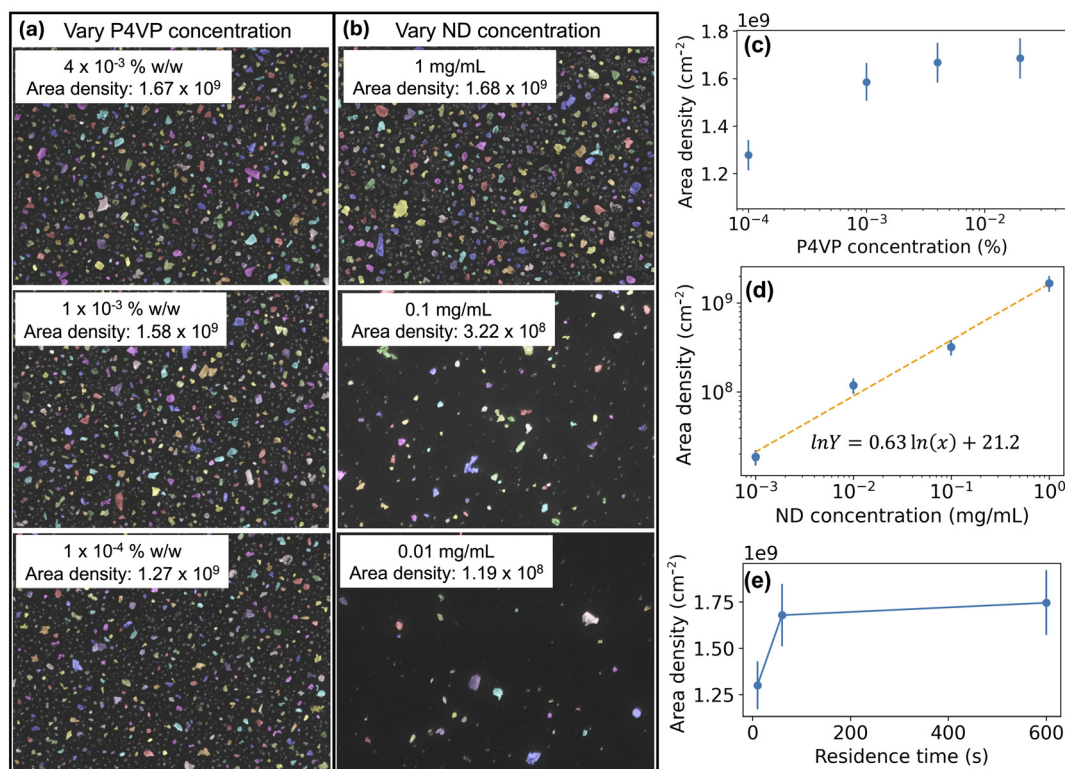 (a) Vary P4VP concentration
4 x 10⁻³ % w/w
Area density: 1.67 x 10⁹
1 x 10⁻³ % w/w
Area density: 1.58 x 10⁹
1 x 10⁻⁴ % w/w
Area density: 1.27 x 10⁹
(b) Vary ND concentration
1 mg/mL
Area density: 1.68 x 10⁹
0.1 mg/mL
Area density: 3.22 x 10⁸
0.01 mg/mL
Area density: 1.19 x 10⁸
1e9
(c)
Area density (cm⁻²)
1.8
1.6
1.4
1.2
10⁻⁴ 10⁻³ 10⁻²
P4VP concentration (%)
(d)
Area density (cm⁻²)
10⁹
10⁸
lnY = 0.63 ln(x) + 21.2
10⁻³ 10⁻² 10⁻¹ 10⁰
ND concentration (mg/mL)
1e9
(e)
Area density (cm⁻²)
1.75
1.50
1.25
0 200 400 600
Residence time (s)